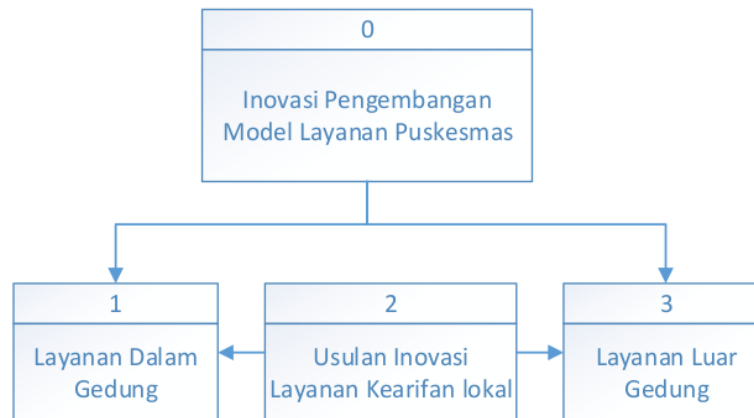 0
Inovasi Pengembangan
Model Layanan Puskesmas
1
Layanan Dalam
Gedung
2
Usulan Inovasi
Layanan Kearifan lokal
3
Layanan Luar
Gedung